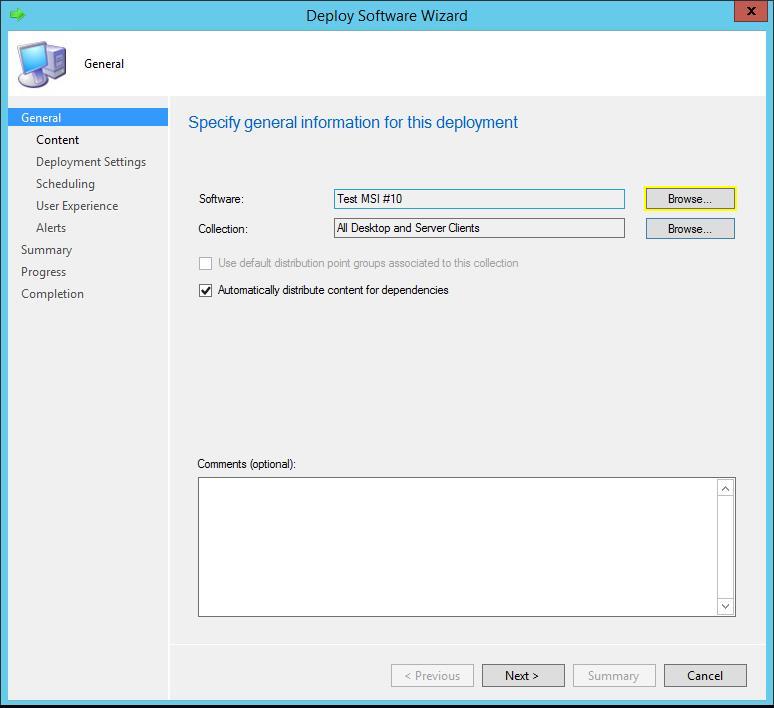 Deploy Software Wizard
x
General
General
Content
Deployment Settings
Scheduling
User Experience
Alerts
Summary
Progress
Completion
Specify general information for this deployment
Software: Test MSI #10 Browse...
Collection: All Desktop and Server Clients Browse...
Use default distribution point groups associated to this collection
Automatically distribute content for dependencies
Comments (optional):
< Previous Next > Summary Cancel